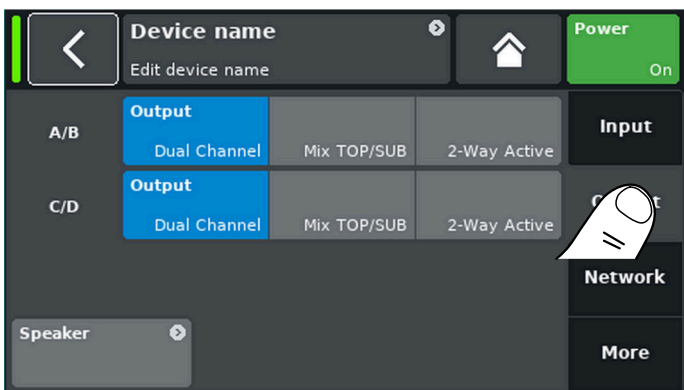 Device name
Edit device name
Power
On
A/B
Output
Dual Channel
Mix TOP/SUB
2-Way Active
Input
C/D
Output
Dual Channel
Mix TOP/SUB
2-Way Active
Network
Speaker
More